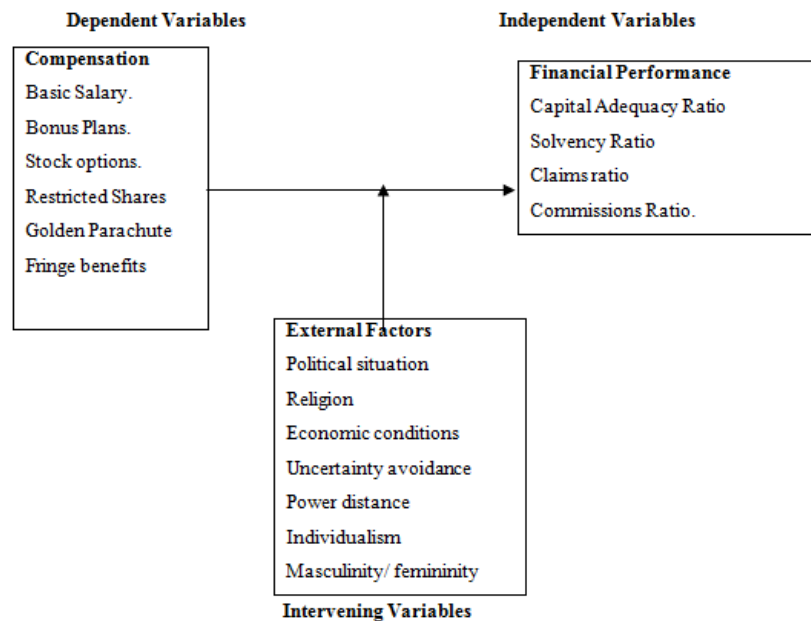 Dependent Variables
Independent Variables
Compensation
Basic Salary.
Bonus Plans.
Stock options.
Restricted Shares
Golden Parachute
Fringe benefits
Financial Performance
Capital Adequacy Ratio
Solvency Ratio
Claims ratio
Commissions Ratio.
External Factors
Political situation
Religion
Economic conditions
Uncertainty avoidance
Power distance
Individualism
Masculinity/ femininity
Intervening Variables